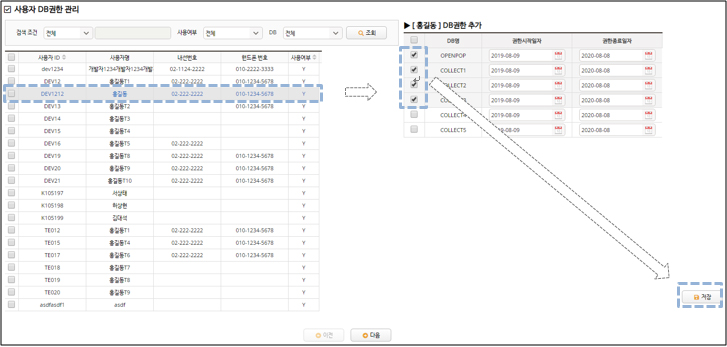 사용자 DB권한 관리
검색 조건 전체 사용여부 전체 DB 전체 조회
사용자 ID 사용자명 내선번호 핸드폰 번호 사용여부
dev1234 개발자1234개발자1234개발 02-1124-2222 010-2222-3333 Y
DEV12 홍길동T1 02-222-2222 010-1234-5678 Y
DEV1212 홍길동 02-222-2222 010-1234-5678 Y
DEV13 홍길동T2 010-1234-5678 Y
DEV14 홍길동T3 Y
DEV15 홍길동T4 Y
DEV16 홍길동T5 02-222-2222 Y
DEV19 홍길동T8 02-222-2222 010-1234-5678 Y
DEV20 홍길동T9 02-222-2222 010-1234-5678 Y
DEV21 홍길동T10 02-222-2222 010-1234-5678 Y
K105197 서상태 Y
K105198 허상현 Y
K105199 김대석 Y
TE012 홍길동T1 02-222-2222 010-1234-5678 Y
TE015 홍길동T4 02-222-2222 010-1234-5678 Y
TE017 홍길동T6 02-222-2222 010-1234-5678 Y
TE018 홍길동T7 Y
TE019 홍길동T8 Y
TE020 홍길동T9 Y
asdfasdf1 asdf Y
이전 다음
▶ [ 홍길동 ] DB권한 추가
DB명 권한시작일자 권한종료일자
OPENPOP 2019-08-09 2020-08-08
COLLECT1 2019-08-09 2020-08-08
COLLECT2 2019-08-09 2020-08-08
2019-08-09 2020-08-08
COLLECT4 2019-08-09 2020-08-08
COLLECT5 2019-08-09 2020-08-08
저장